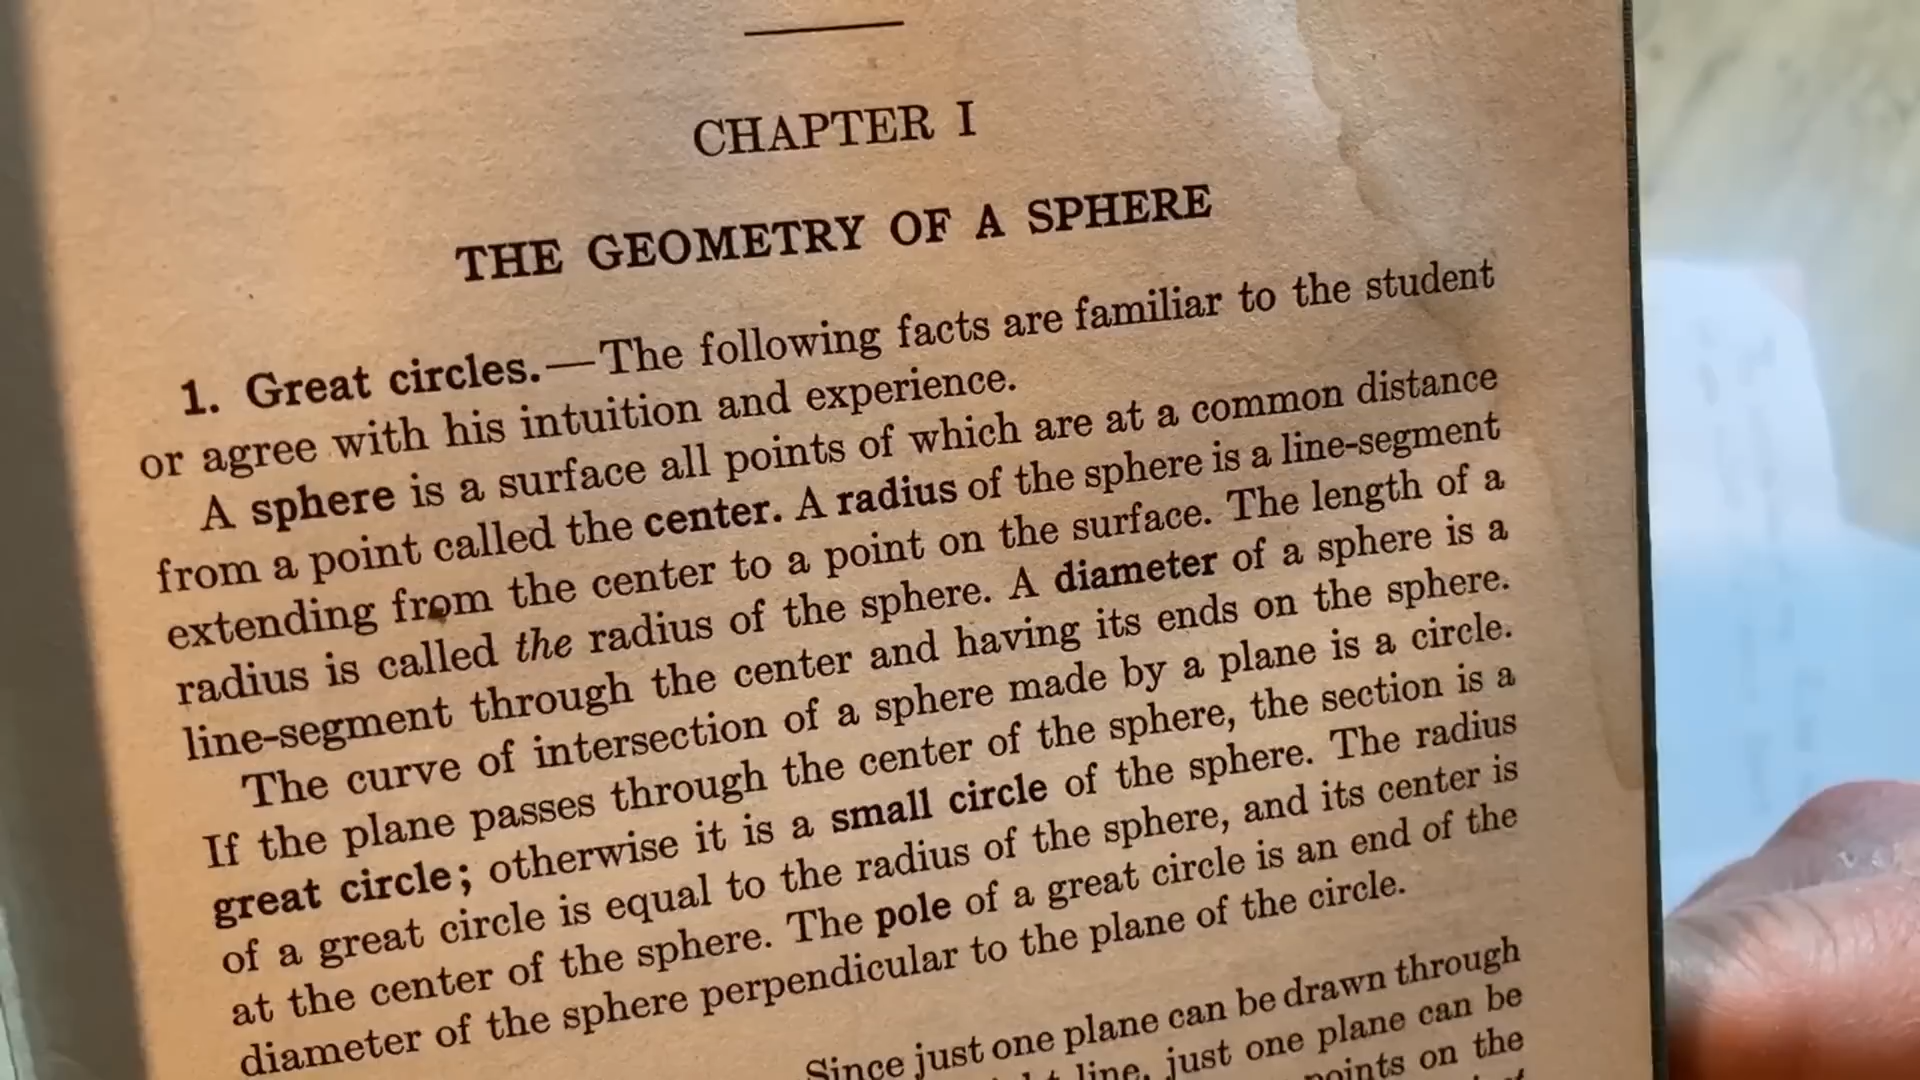 CHAPTER I
THE GEOMETRY OF A SPHERE
1. Great circles.—The following facts are familiar to the student
or agree with his intuition and experience.
A sphere is a surface all points of which are at a common distance
from a point called the center. A radius of the sphere is a line-segment
extending from the center to a point on the surface. The length of a
radius is called the radius of the sphere. A diameter of a sphere is a
line-segment through the center and having its ends on the sphere.
The curve of intersection of a sphere made by a plane is a circle.
If the plane passes through the center of the sphere, the section is a
great circle; otherwise it is a small circle of the sphere. The radius
of a great circle is equal to the radius of the sphere, and its center is
at the center of the sphere. The pole of a great circle is an end of the
diameter of the sphere perpendicular to the plane of the circle.
Since just one plane can be drawn through
line, just one plane can be
points on the